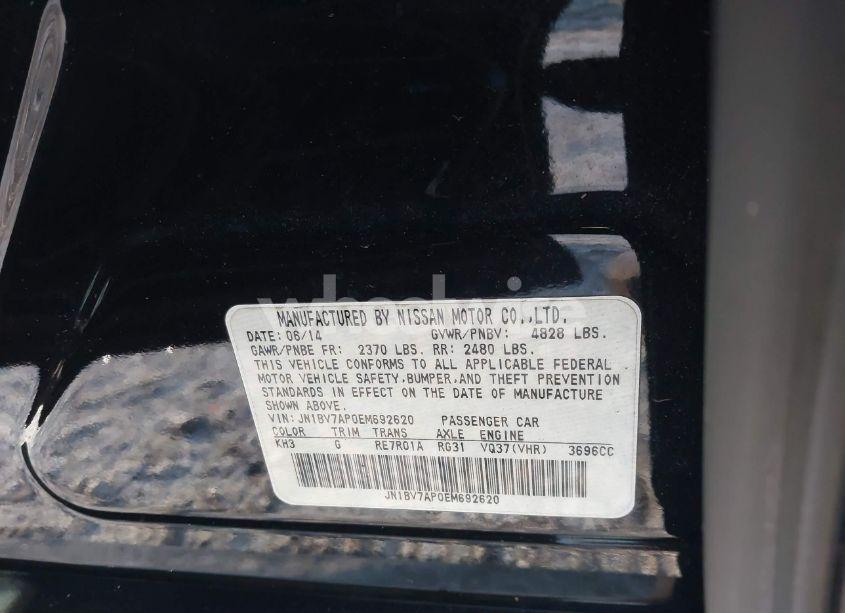 MANUFACTURED BY NISSAN MOTOR CO.,LTD.
DATE: 06/14 GVWR/PNBV: 4828 LBS.
GAWR/PNBE FR: 2370 LBS. RR: 2480 LBS.
THIS VEHICLE CONFORMS TO ALL APPLICABLE FEDERAL
MOTOR VEHICLE SAFETY,BUMPER,AND THEFT PREVENTION
STANDARDS IN EFFECT ON THE DATE OF MANUFACTURE
SHOWN ABOVE.
VIN: JN1BV7AP0EM692620 PASSENGER CAR
COLOR TRIM TRANS AXLE ENGINE
KH3 G RE7R01A RG31 VQ37(VHR) 3696CC
JN1BV7AP0EM692620